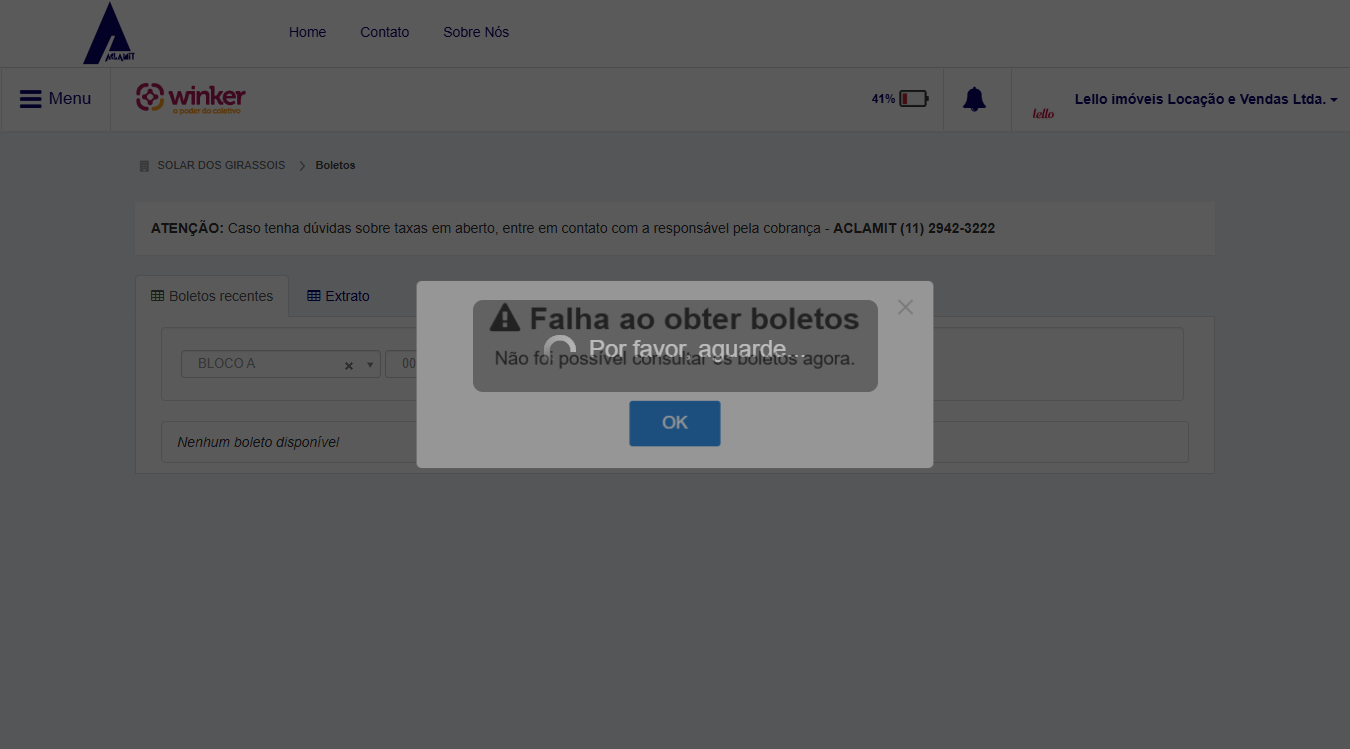 ACLAMIT
Home Contato Sobre Nós
Menu winker 41% lello Lello imóveis Locação e Vendas Ltda.
o poder do coletivo
SOLAR DOS GIRASSOIS > Boletos
ATENÇÃO: Caso tenha dúvidas sobre taxas em aberto, entre em contato com a responsável pela cobrança - ACLAMIT (11) 2942-3222
Boletos recentes Extrato
Falha ao obter boletos
Por favor, aguarde...
Não foi possível consultar os boletos agora.
BLOCO A × 00
OK
Nenhum boleto disponível